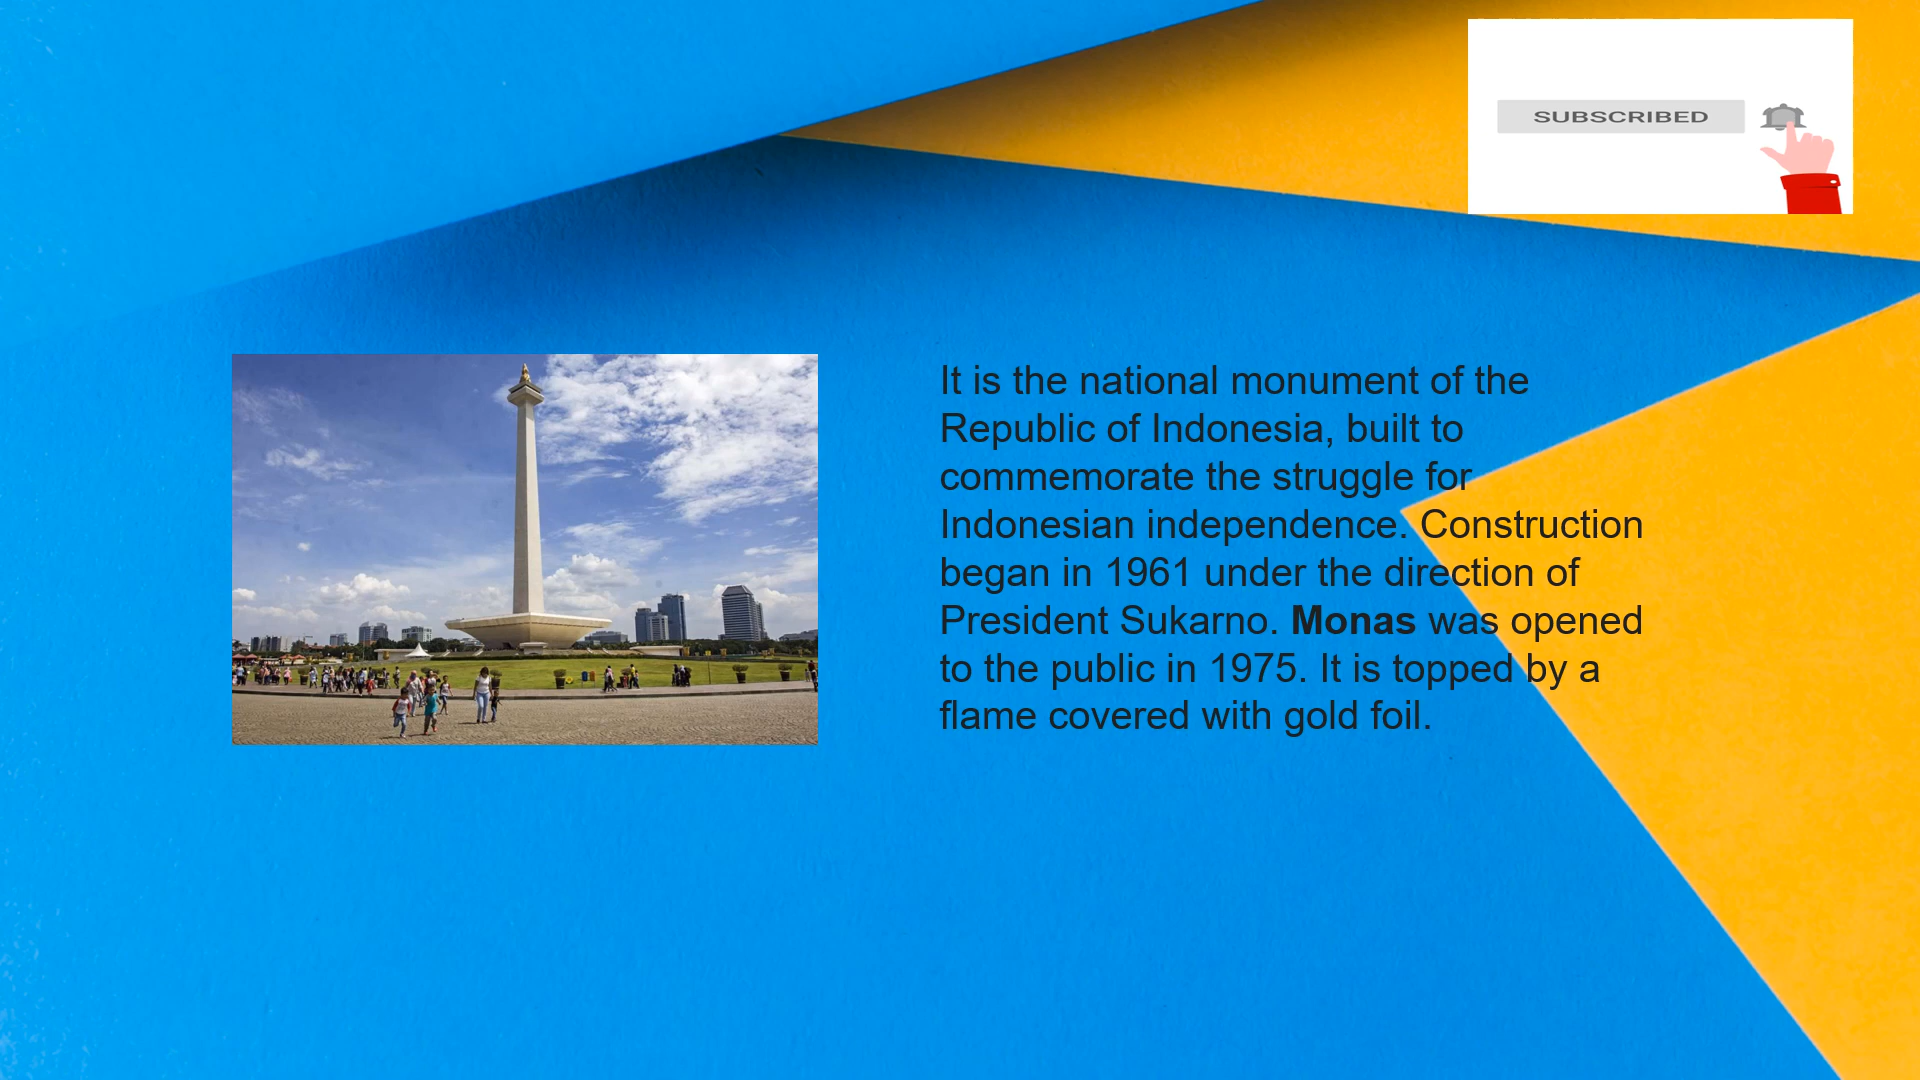 SUBSCRIBED
It is the national monument of the
Republic of Indonesia, built to
commemorate the struggle for
Indonesian independence. Construction
began in 1961 under the direction of
President Sukarno. Monas was opened
to the public in 1975. It is topped by a
flame covered with gold foil.